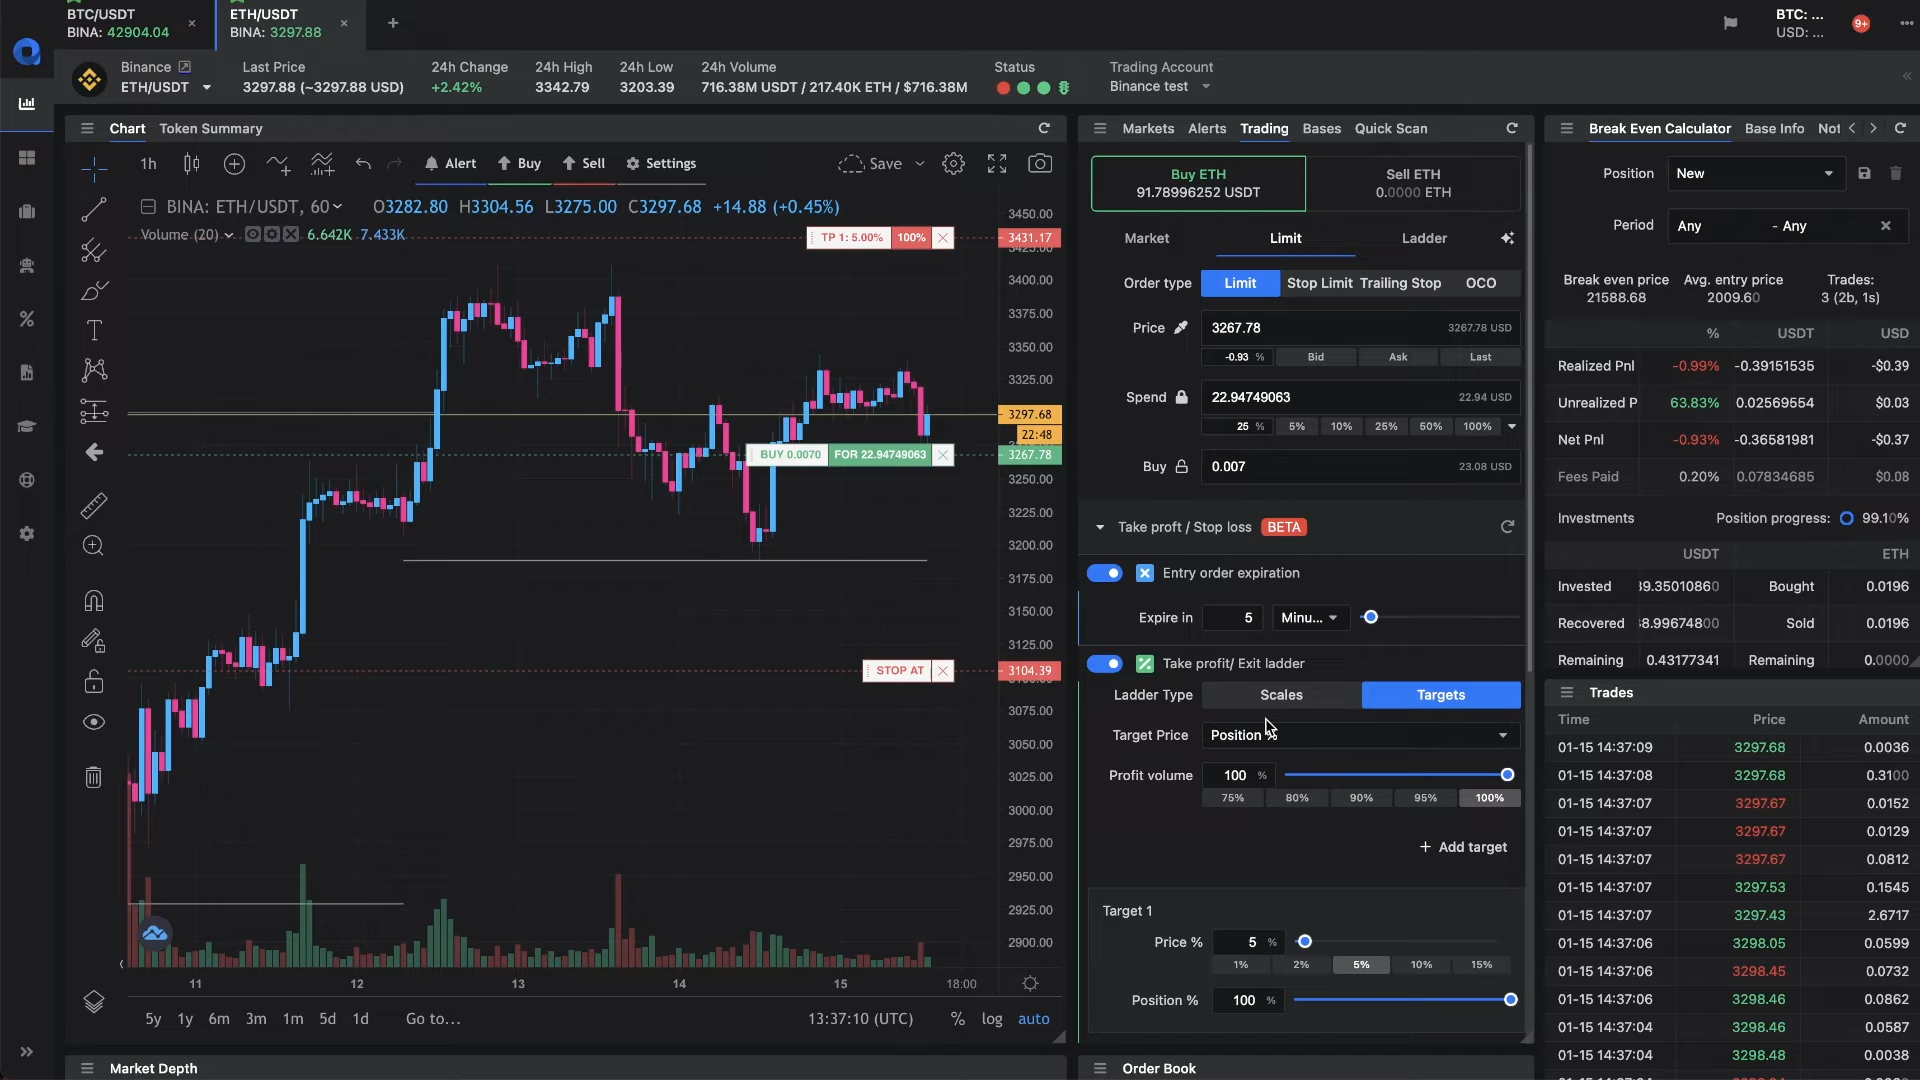 BTC/USDT
BINA: 42904.04
ETH/USDT
BINA: 3297.88
BTC: ...
USD: ...
9+
Binance
ETH/USDT
Last Price
3297.88 (~3297.88 USD)
24h Change
+2.42%
24h High
3342.79
24h Low
3203.39
24h Volume
716.38M USDT / 217.40K ETH / $716.38M
Status
Trading Account
Binance test
Chart
Token Summary
1h
Alert
Buy
Sell
Settings
Save
BINA: ETH/USDT, 60
O3282.80 H3304.56 L3275.00 C3297.68 +14.88 (+0.45%)
Volume (20)
6.642K 7.433K
TP 1: 5.00% 100%
BUY 0.0070 FOR 22.94749063
STOP AT
3450.00
3431.17
3400.00
3375.00
3350.00
3325.00
3297.68
22:48
3267.78
3250.00
3225.00
3200.00
3175.00
3150.00
3125.00
3104.39
3075.00
3050.00
3025.00
3000.00
2975.00
2950.00
2925.00
2900.00
11 12 13 14 15 18:00
5y 1y 6m 3m 1m 5d 1d Go to...
13:37:10 (UTC) % log auto
Market Depth
Markets Alerts Trading Bases Quick Scan
Buy ETH
91.78996252 USDT
Sell ETH
0.0000 ETH
Market Limit Ladder
Order type Limit Stop Limit Trailing Stop OCO
Price 3267.78 3267.78 USD
-0.93 % Bid Ask Last
Spend 22.94749063 22.94 USD
25 % 5% 10% 25% 50% 100%
Buy 0.007 23.08 USD
Take proft / Stop loss BETA
Entry order expiration
Expire in 5 Minu...
Take profit/ Exit ladder
Ladder Type Scales Targets
Target Price Position %
Profit volume 100 %
75% 80% 90% 95% 100%
+ Add target
Target 1
Price % 5 %
1% 2% 5% 10% 15%
Position % 100 %
Order Book
Break Even Calculator Base Info Not
Position New
Period Any - Any
Break even price
21588.68
Avg. entry price
2009.60
Trades:
3 (2b, 1s)
% USDT USD
Realized Pnl -0.99% -0.39151535 -$0.39
Unrealized P 63.83% 0.02569554 $0.03
Net Pnl -0.93% -0.36581981 -$0.37
Fees Paid 0.20% 0.07834685 $0.08
Investments Position progress: 99.10%
USDT ETH
Invested 39.35010860 Bought 0.0196
Recovered 38.99674800 Sold 0.0196
Remaining 0.43177341 Remaining 0.0000
Trades
Time Price Amount
01-15 14:37:09 3297.68 0.0036
01-15 14:37:08 3297.68 0.3100
01-15 14:37:07 3297.67 0.0152
01-15 14:37:07 3297.67 0.0129
01-15 14:37:07 3297.67 0.0812
01-15 14:37:07 3297.53 0.1545
01-15 14:37:07 3297.43 2.6717
01-15 14:37:06 3298.05 0.0599
01-15 14:37:06 3298.45 0.0732
01-15 14:37:06 3298.46 0.0862
01-15 14:37:04 3298.46 0.0587
01-15 14:37:04 3298.48 0.0038